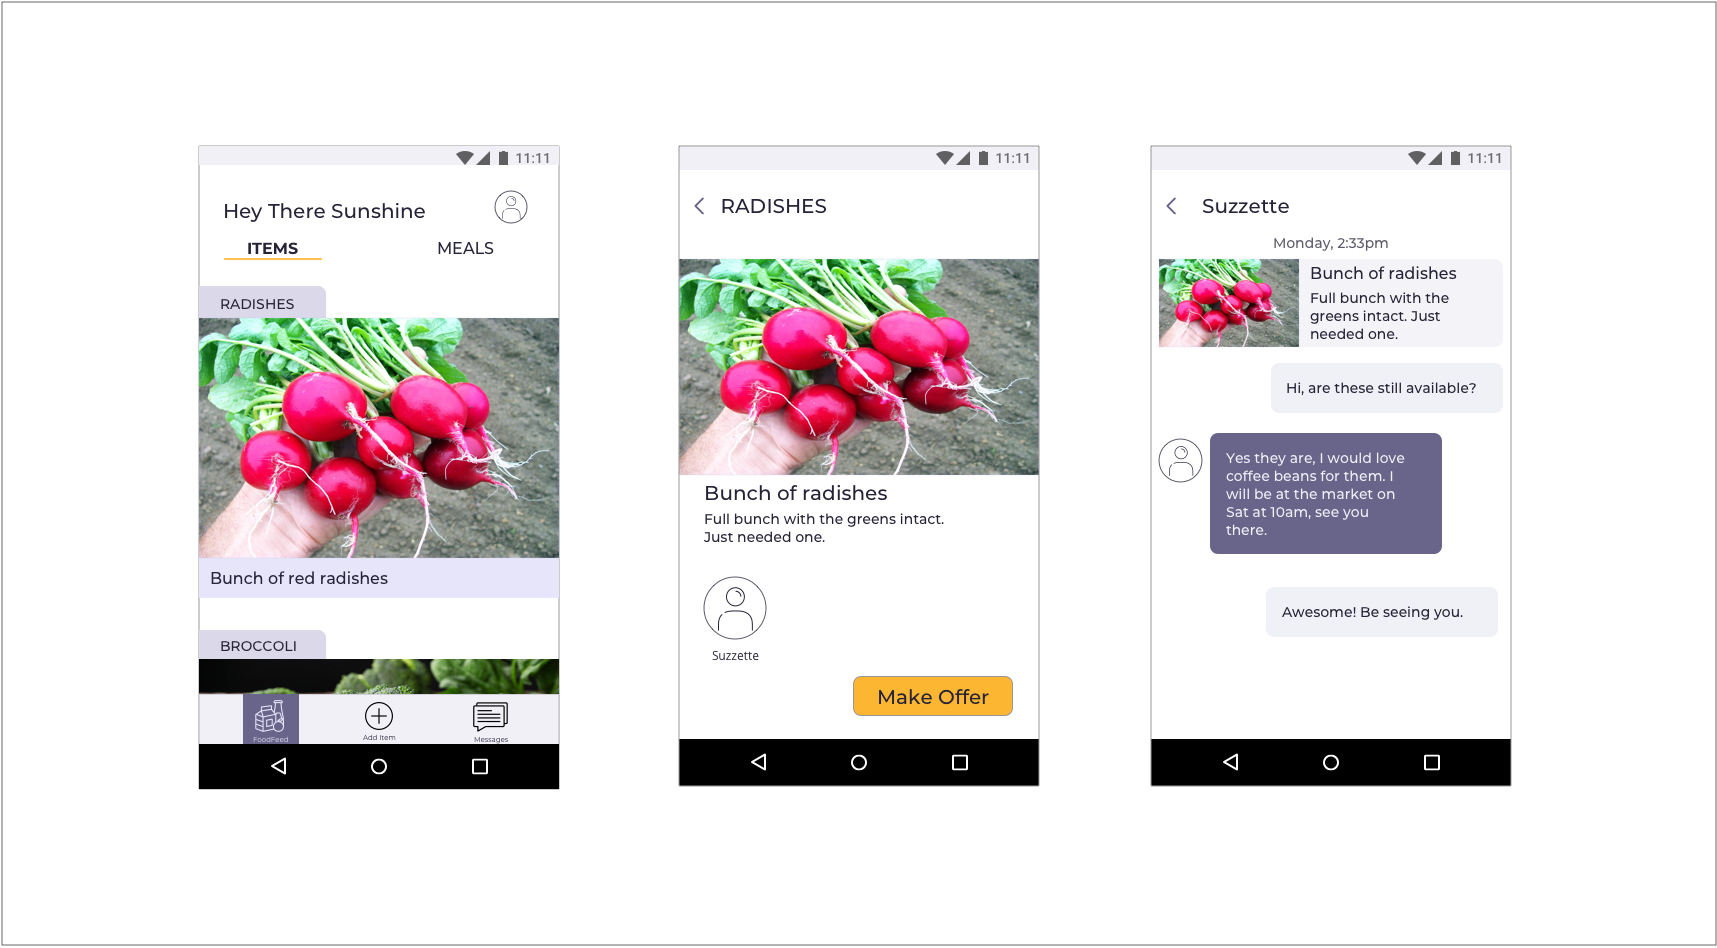 11:11
Hey There Sunshine
ITEMS
MEALS
RADISHES
Bunch of red radishes
BROCCOLI
FoodFeed
Add Item
Messages
11:11
RADISHES
Bunch of radishes
Full bunch with the greens intact.
Just needed one.
Suzzette
Make Offer
11:11
Suzzette
Monday, 2:33pm
Bunch of radishes
Full bunch with the
greens intact. Just
needed one.
Hi, are these still available?
Yes they are, I would love
coffee beans for them. I
will be at the market on
Sat at 10am, see you
there.
Awesome! Be seeing you.